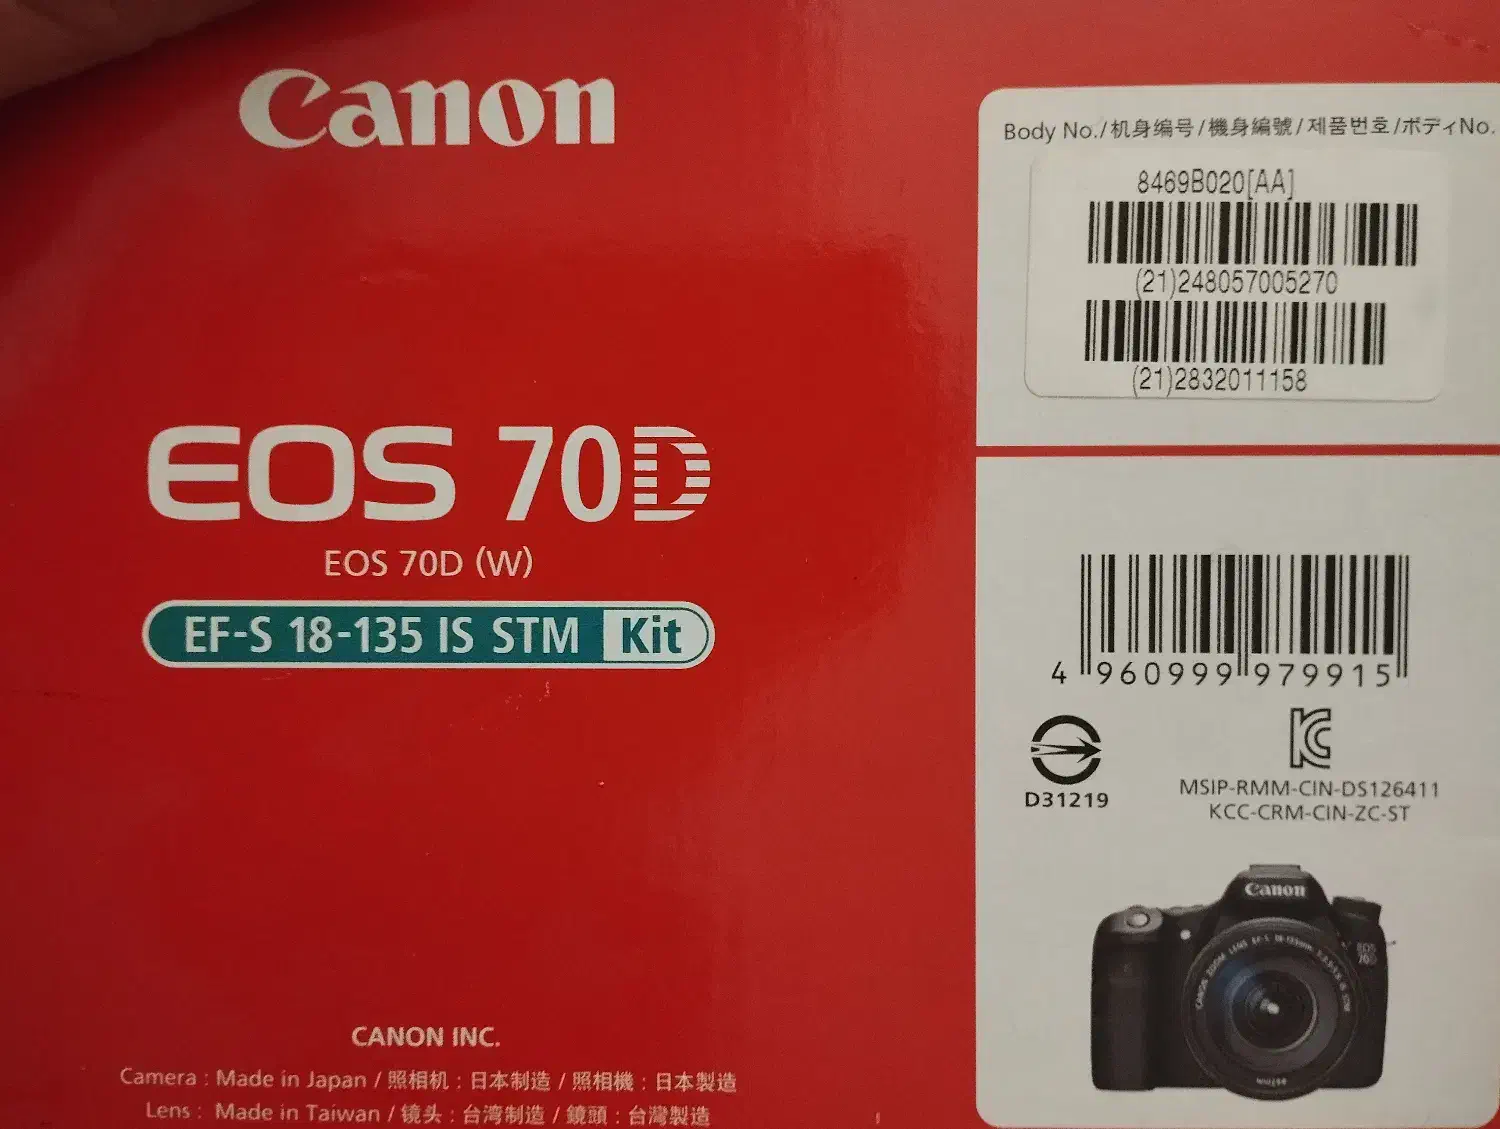 Canon
EOS 70D
EOS 70D (W)
EF-S 18-135 IS STM Kit
CANON INC.
Camera : Made in Japan / 照相机 : 日本制造 / 照相機 : 日本製造
Lens : Made in Taiwan / 镜头 : 台湾制造 / 鏡頭 : 台灣製造
Body No./机身编号/機身編號/제품번호/ボディNo.
8469B020[AA]
(21)248057005270
(21)2832011158
4 960999 979915
D31219
MSIP-RMM-CIN-DS126411
KCC-CRM-CIN-ZC-ST
Canon
EOS
70D